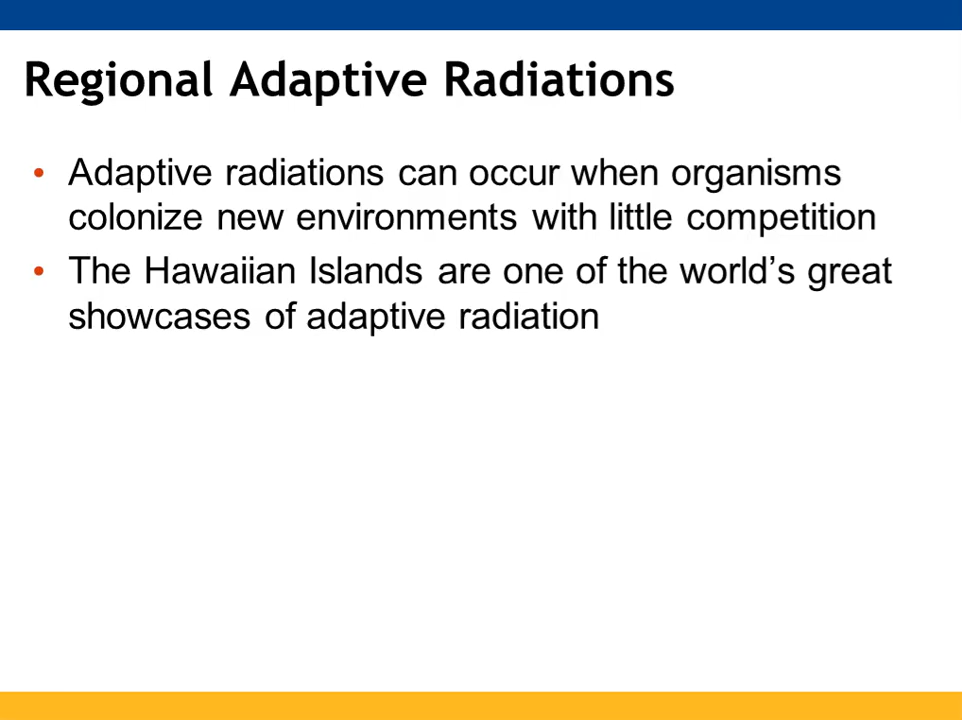 Regional Adaptive Radiations
• Adaptive radiations can occur when organisms
colonize new environments with little competition
• The Hawaiian Islands are one of the world’s great
showcases of adaptive radiation